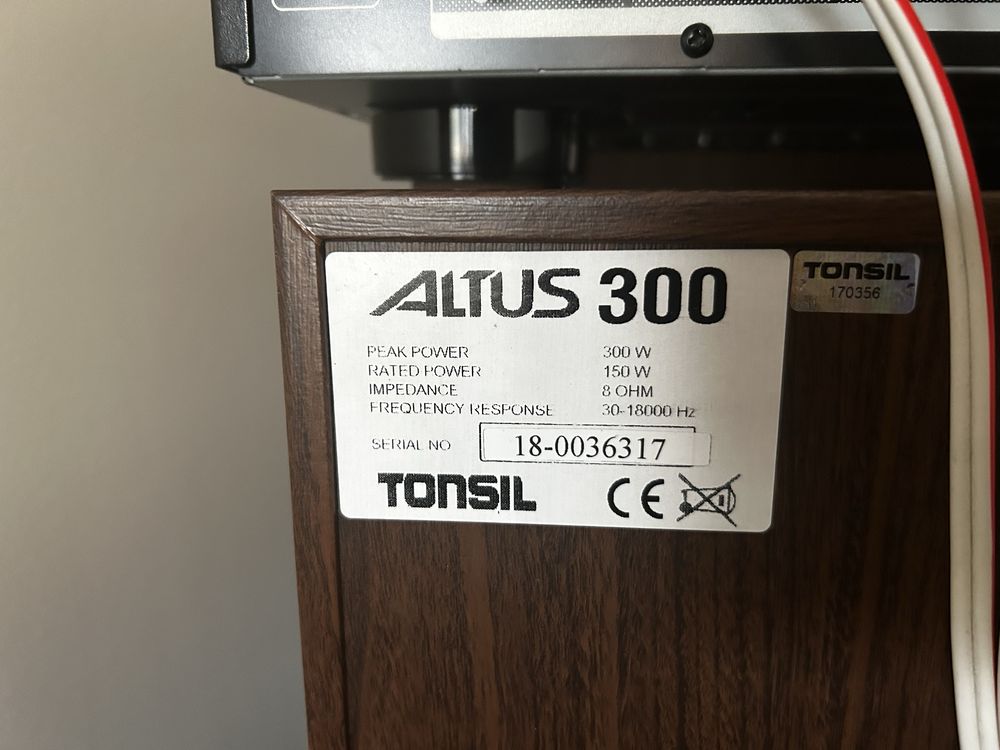 ALTUS 300
PEAK POWER 300 W
RATED POWER 150 W
IMPEDANCE 8 OHM
FREQUENCY RESPONSE 30-18000 Hz
SERIAL NO 18-0036317
TONSIL CE
TONSIL
170356